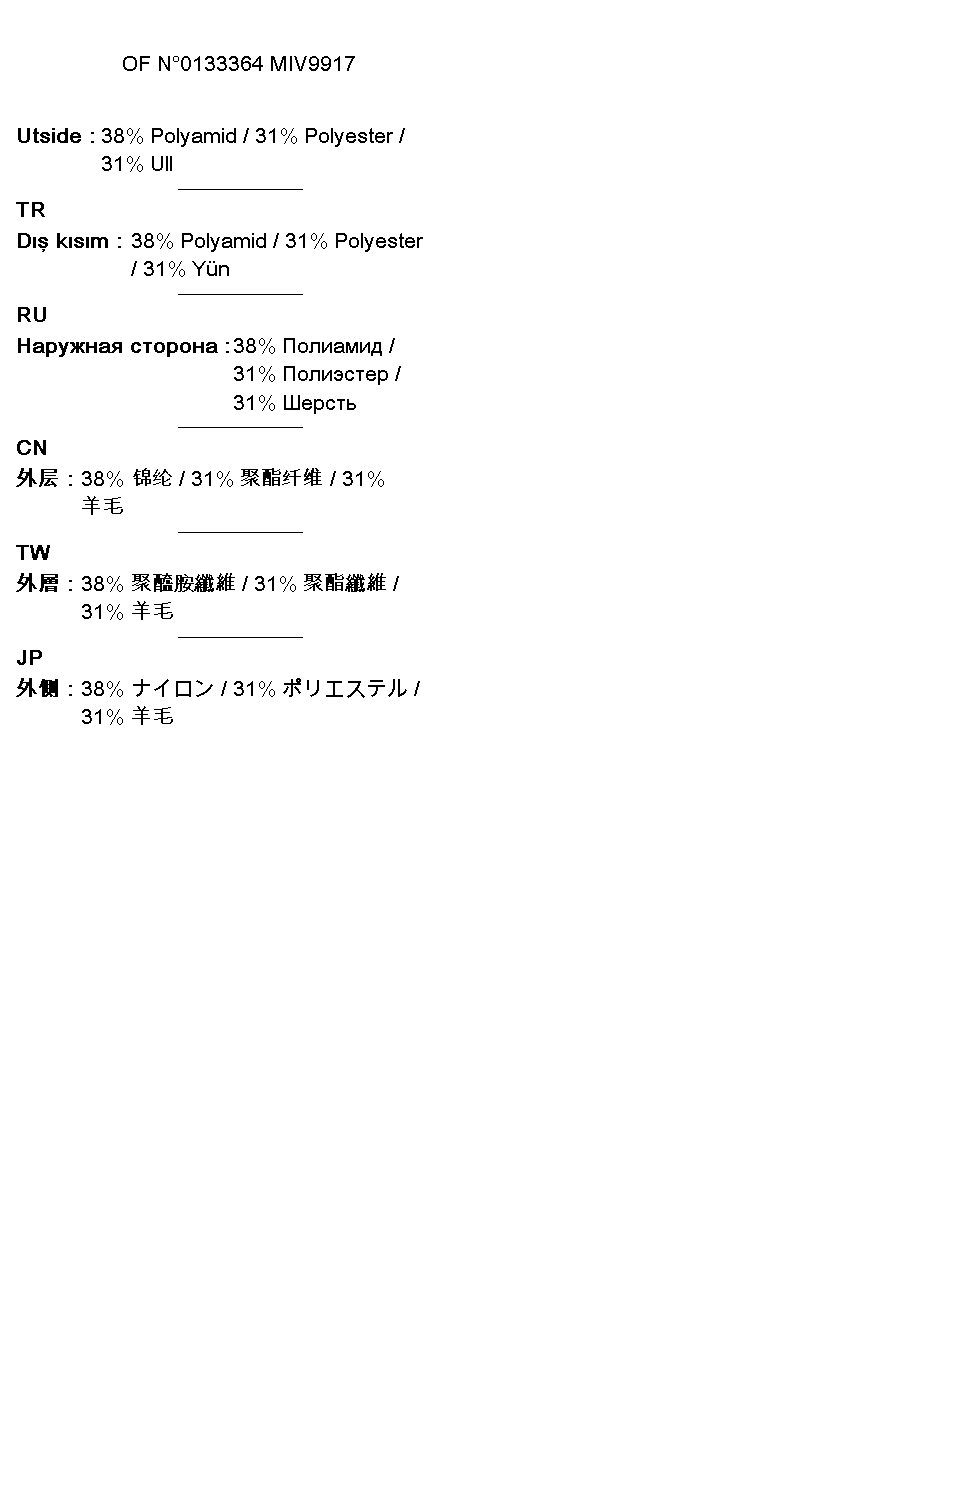 OF N°0133364 MIV9917
Utside : 38% Polyamid / 31% Polyester /
31% Ull
TR
Dış kısım : 38% Polyamid / 31% Polyester
/ 31% Yün
RU
Наружная сторона : 38% Полиамид /
31% Полиэстер /
31% Шерсть
CN
外层 : 38% 锦纶 / 31% 聚酯纤维 / 31%
羊毛
TW
外層 : 38% 聚醯胺纖維 / 31% 聚酯纖維 /
31% 羊毛
JP
外側 : 38% ナイロン / 31% ポリエステル /
31% 羊毛